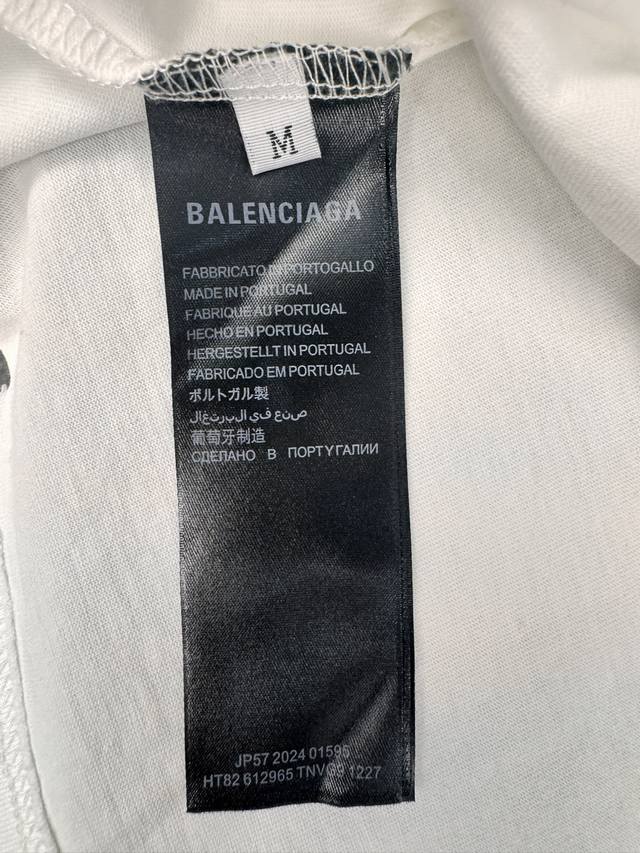 M
BALENCIAGA
FABBRICATO IN PORTOGALLO
MADE IN PORTUGAL
FABRIQUE AU PORTUGAL
HECHO EN PORTUGAL
HERGESTELLT IN PORTUGAL
FABRICADO EM PORTUGAL
ポルトガル製
صنع في البرتغال
葡萄牙制造
СДЕЛАНО В ПОРТУГАЛИИ
JP57 2024 01595
HT82 612965 TNVG9 1227